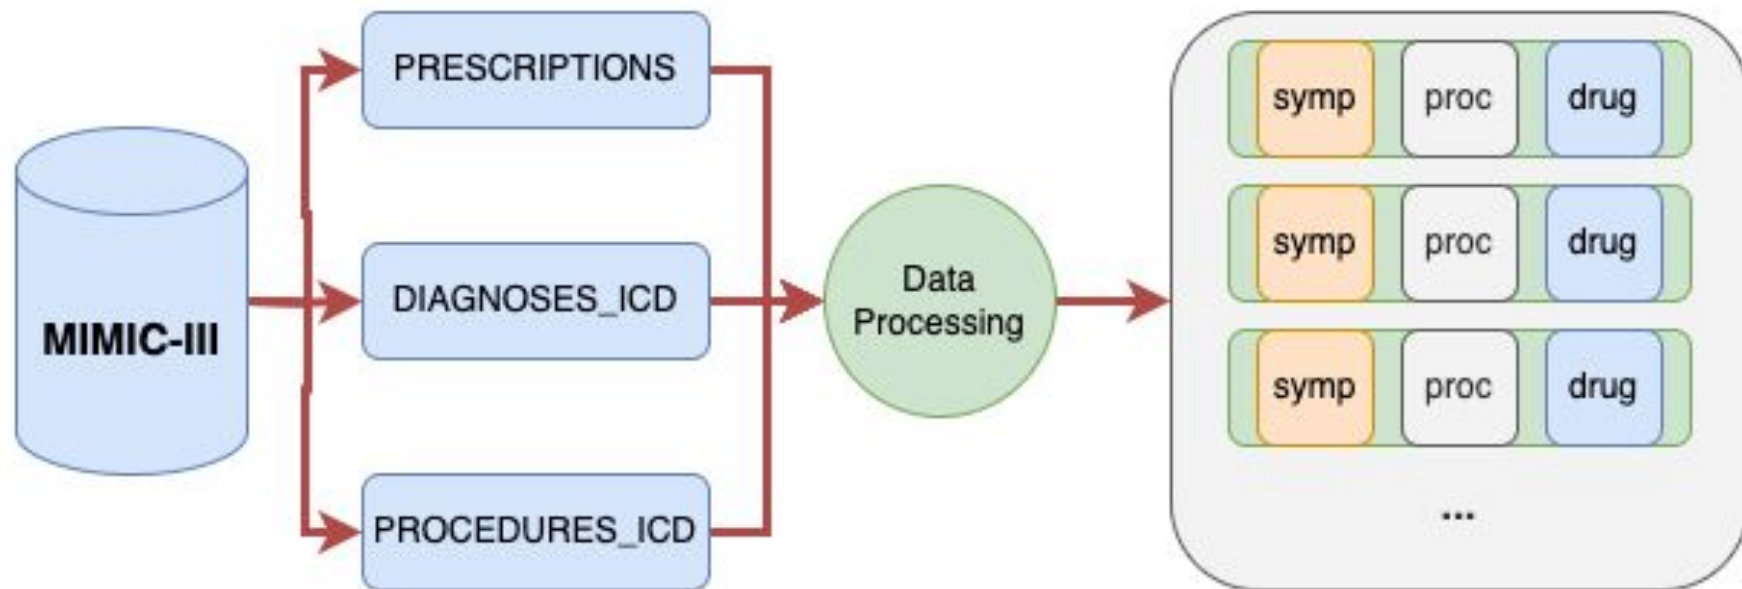 MIMIC-III
PRESCRIPTIONS
DIAGNOSES_ICD
PROCEDURES_ICD
Data
Processing
symp proc drug
symp proc drug
symp proc drug
...